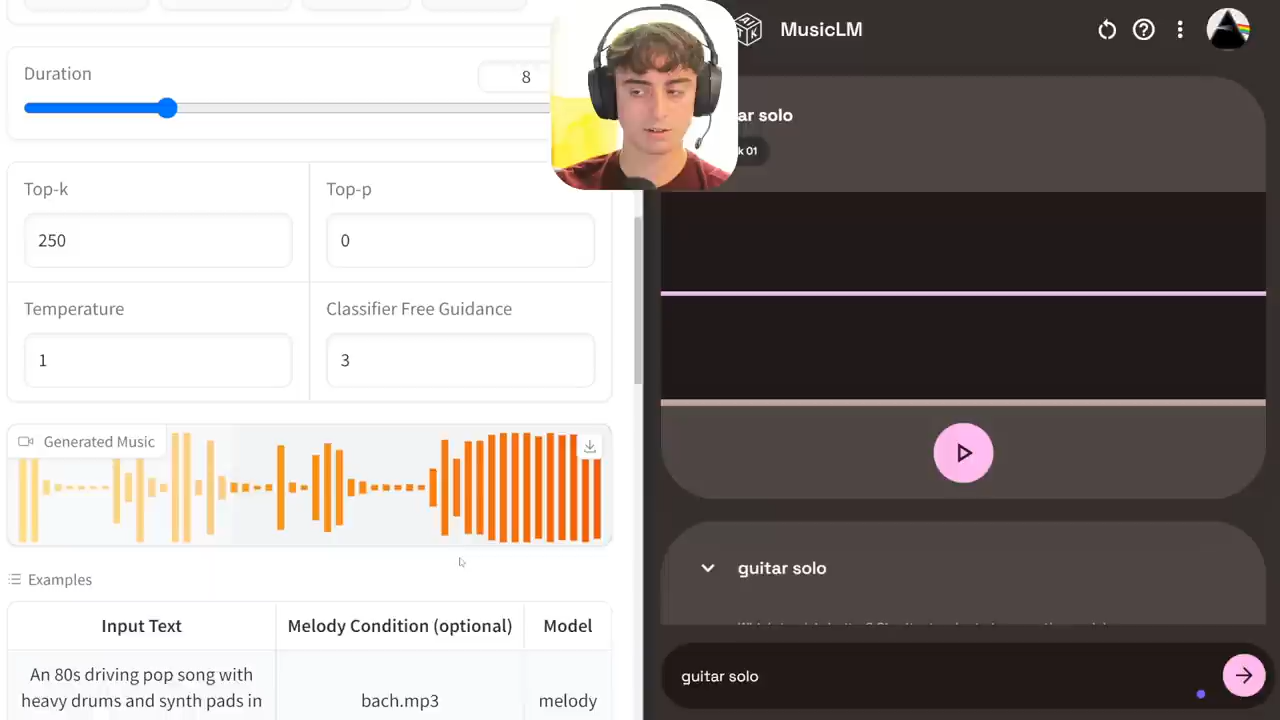 Duration
8
Top-k
250
Top-p
0
Temperature
1
Classifier Free Guidance
3
Generated Music
Examples
Input Text
Melody Condition (optional)
Model
An 80s driving pop song with
heavy drums and synth pads in
bach.mp3
melody
MusicLM
ar solo
k 01
guitar solo
guitar solo